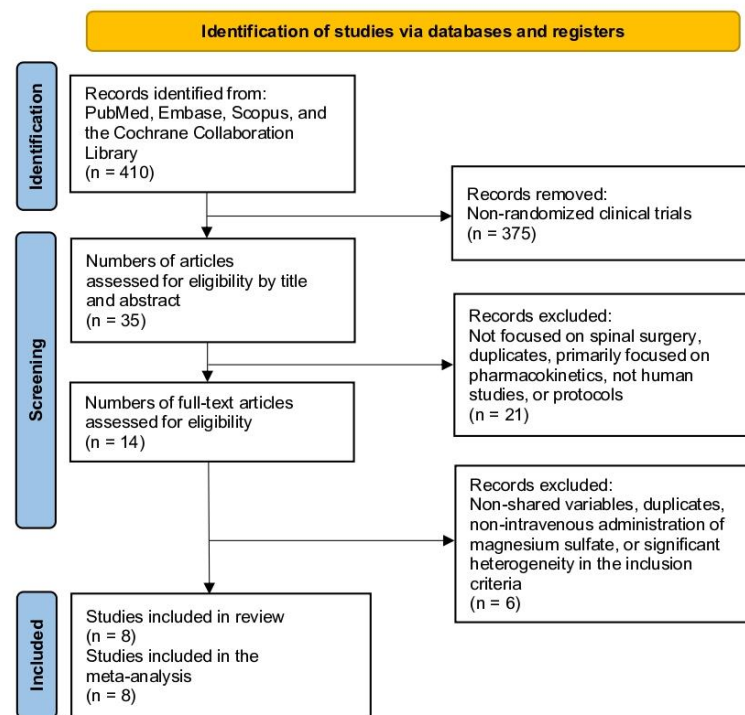 Identification of studies via databases and registers
Identification
Records identified from:
PubMed, Embase, Scopus, and
the Cochrane Collaboration
Library
(n = 410)
Records removed:
Non-randomized clinical trials
(n = 375)
Screening
Numbers of articles
assessed for eligibility by title
and abstract
(n = 35)
Records excluded:
Not focused on spinal surgery,
duplicates, primarily focused on
pharmacokinetics, not human
studies, or protocols
(n = 21)
Numbers of full-text articles
assessed for eligibility
(n = 14)
Records excluded:
Non-shared variables, duplicates,
non-intravenous administration of
magnesium sulfate, or significant
heterogeneity in the inclusion
criteria
(n = 6)
Included
Studies included in review
(n = 8)
Studies included in the
meta-analysis
(n = 8)